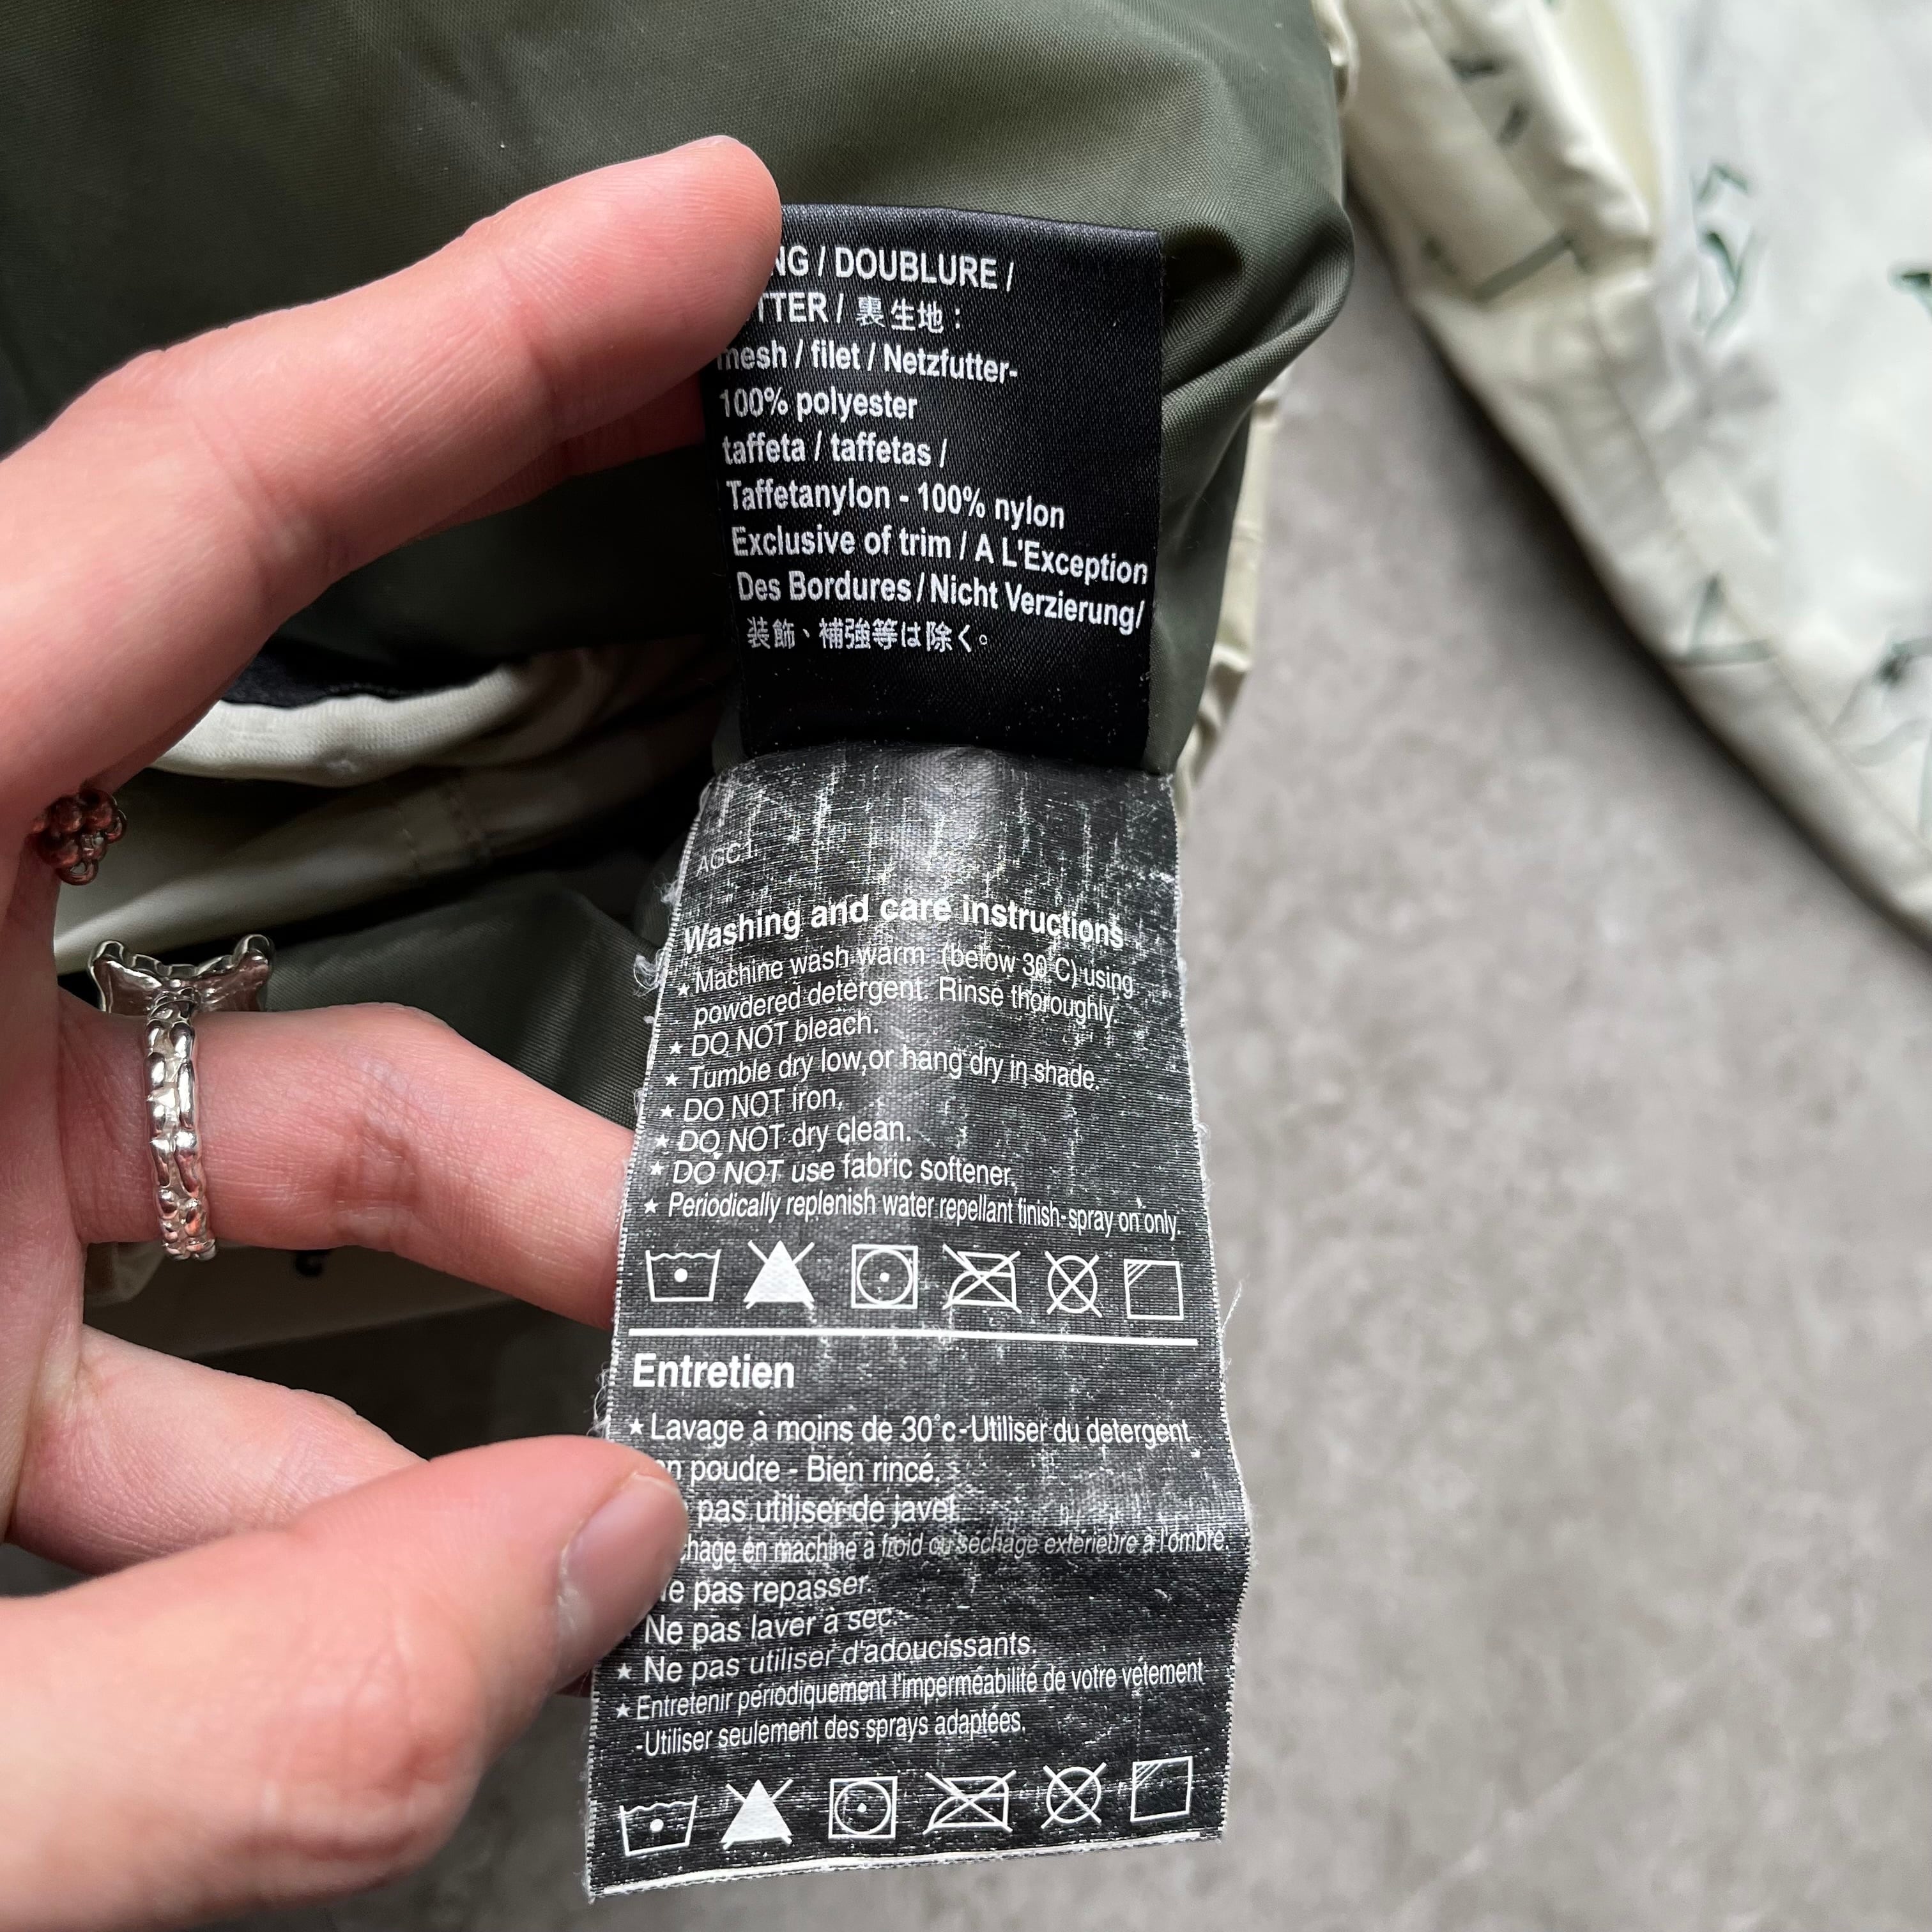 NG / DOUBLURE /
TTER / 裏生地：
mesh / filet / Netzfutter-
100% polyester
taffeta / taffetas /
Taffetanylon - 100% nylon
Exclusive of trim / A L'Exception
Des Bordures / Nicht Verzierung/
装飾、補強等は除く。
AGC.1.
Washing and care instructions
★ Machine wash warm (below 30°C) using
powdered detergent. Rinse thoroughly.
★ DO NOT bleach.
★ Tumble dry low,or hang dry in shade.
★ DO NOT iron,
★ DO NOT dry clean.
★ DO NOT use fabric softener.
★ Periodically replenish water repellant finish-spray on only.
Entretien
★ Lavage à moins de 30°c-Utiliser du detergent
en poudre - Bien rincé.
pas utiliser de javel.
chage en machine à froid ou séchage extérieure à l'ombre.
Ne pas repasser.
Ne pas laver à sec.
★ Ne pas utiliser d'adoucissants.
★ Entretenir périodiquement l'imperméabilité de votre vétement
-Utiliser seulement des sprays adaptées.